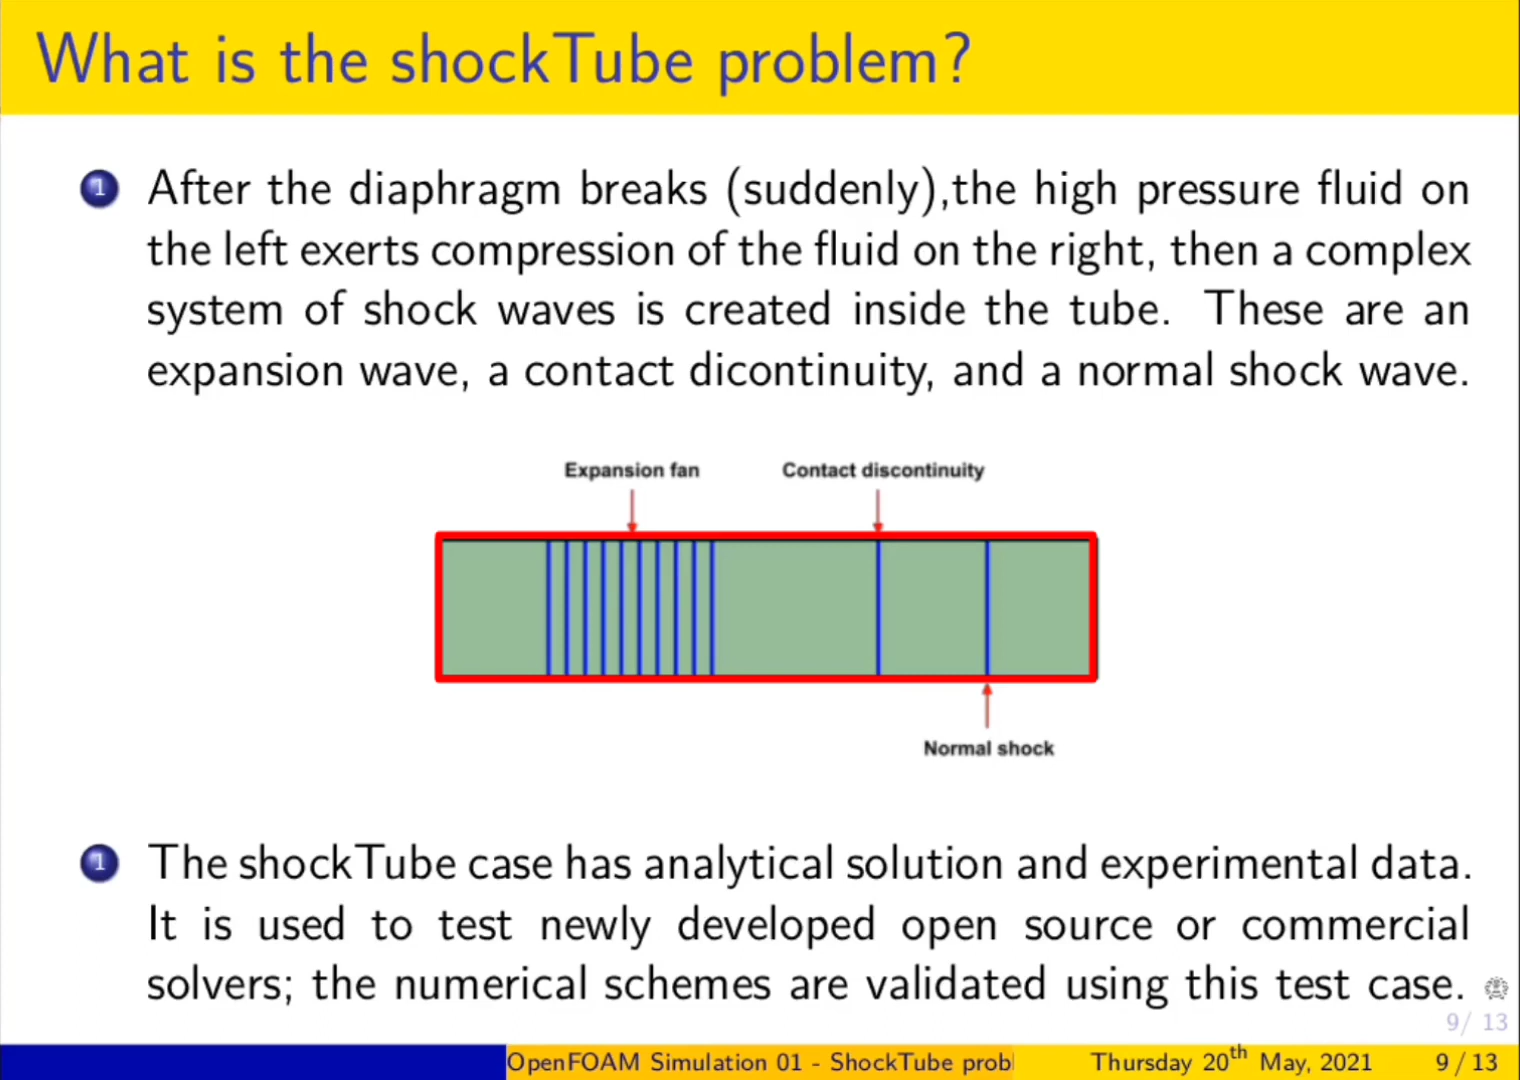 What is the shockTube problem?
1 After the diaphragm breaks (suddenly),the high pressure fluid on
the left exerts compression of the fluid on the right, then a complex
system of shock waves is created inside the tube. These are an
expansion wave, a contact dicontinuity, and a normal shock wave.
Expansion fan Contact discontinuity
Normal shock
1 The shockTube case has analytical solution and experimental data.
It is used to test newly developed open source or commercial
solvers; the numerical schemes are validated using this test case.
9/ 13
OpenFOAM Simulation 01 - ShockTube probl Thursday 20th May, 2021 9 / 13